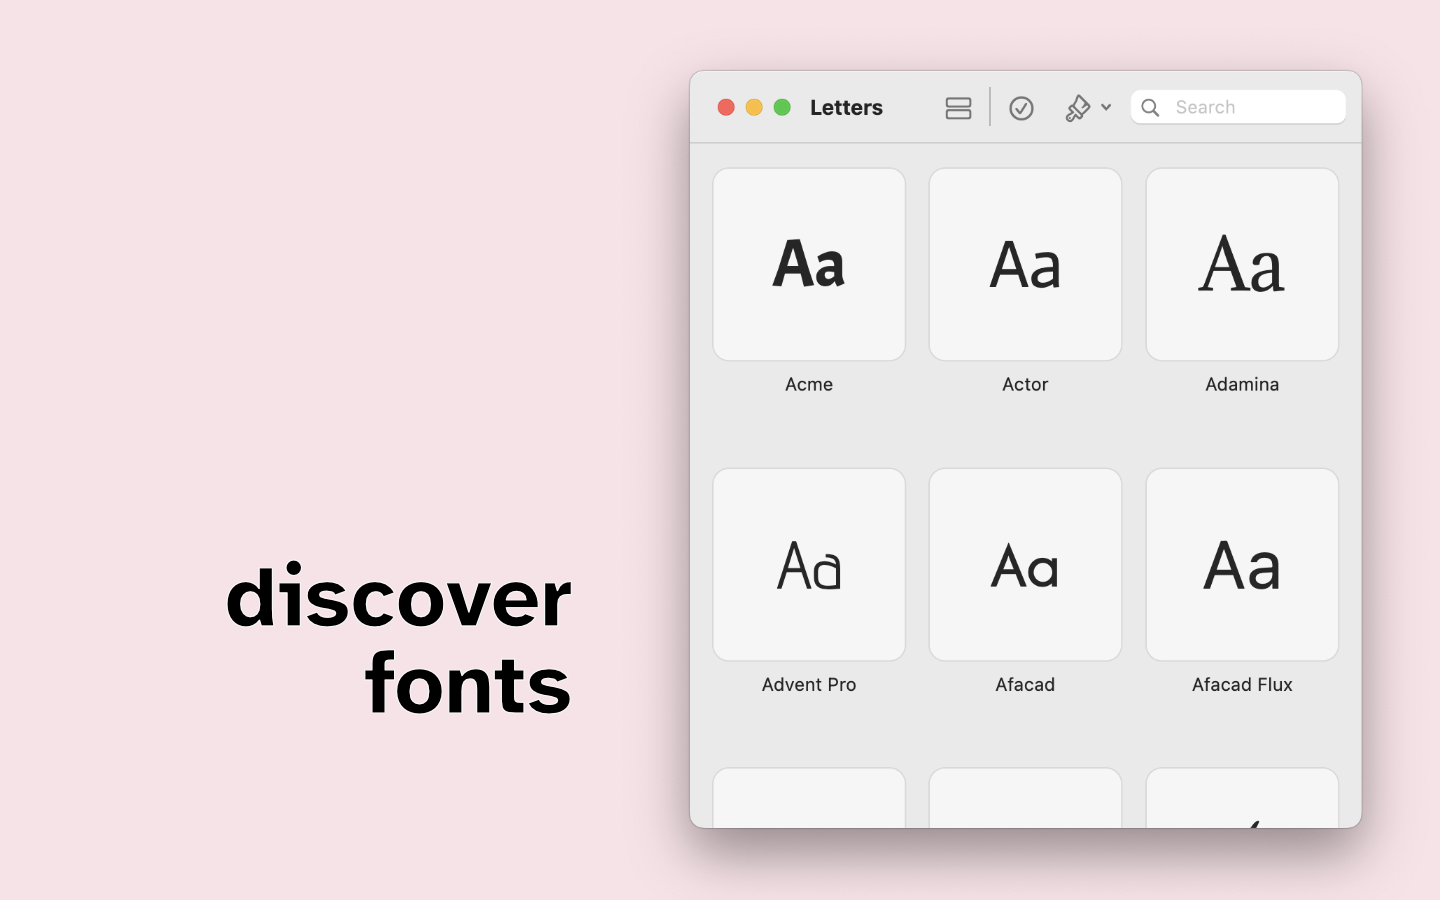 discover
fonts
Letters
Search
Aa
Aa
Aa
Acme
Actor
Adamina
Aa
Aa
Aa
Advent Pro
Afacad
Afacad Flux